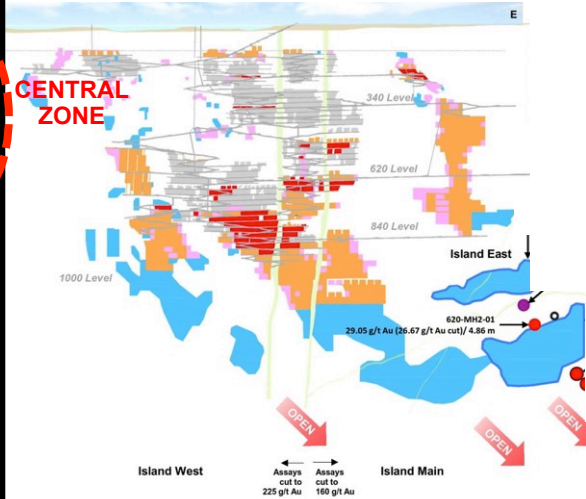 E
CENTRAL
ZONE
340 Level
620 Level
840 Level
Island East
1000 Level
620-MH2-01
29.05 g/t Au (26.67 g/t Au cut)/ 4.86 m
OPEN
OPEN
OPEN
Island West
Assays
cut to
225 g/t Au
Assays
cut to
160 g/t Au
Island Main